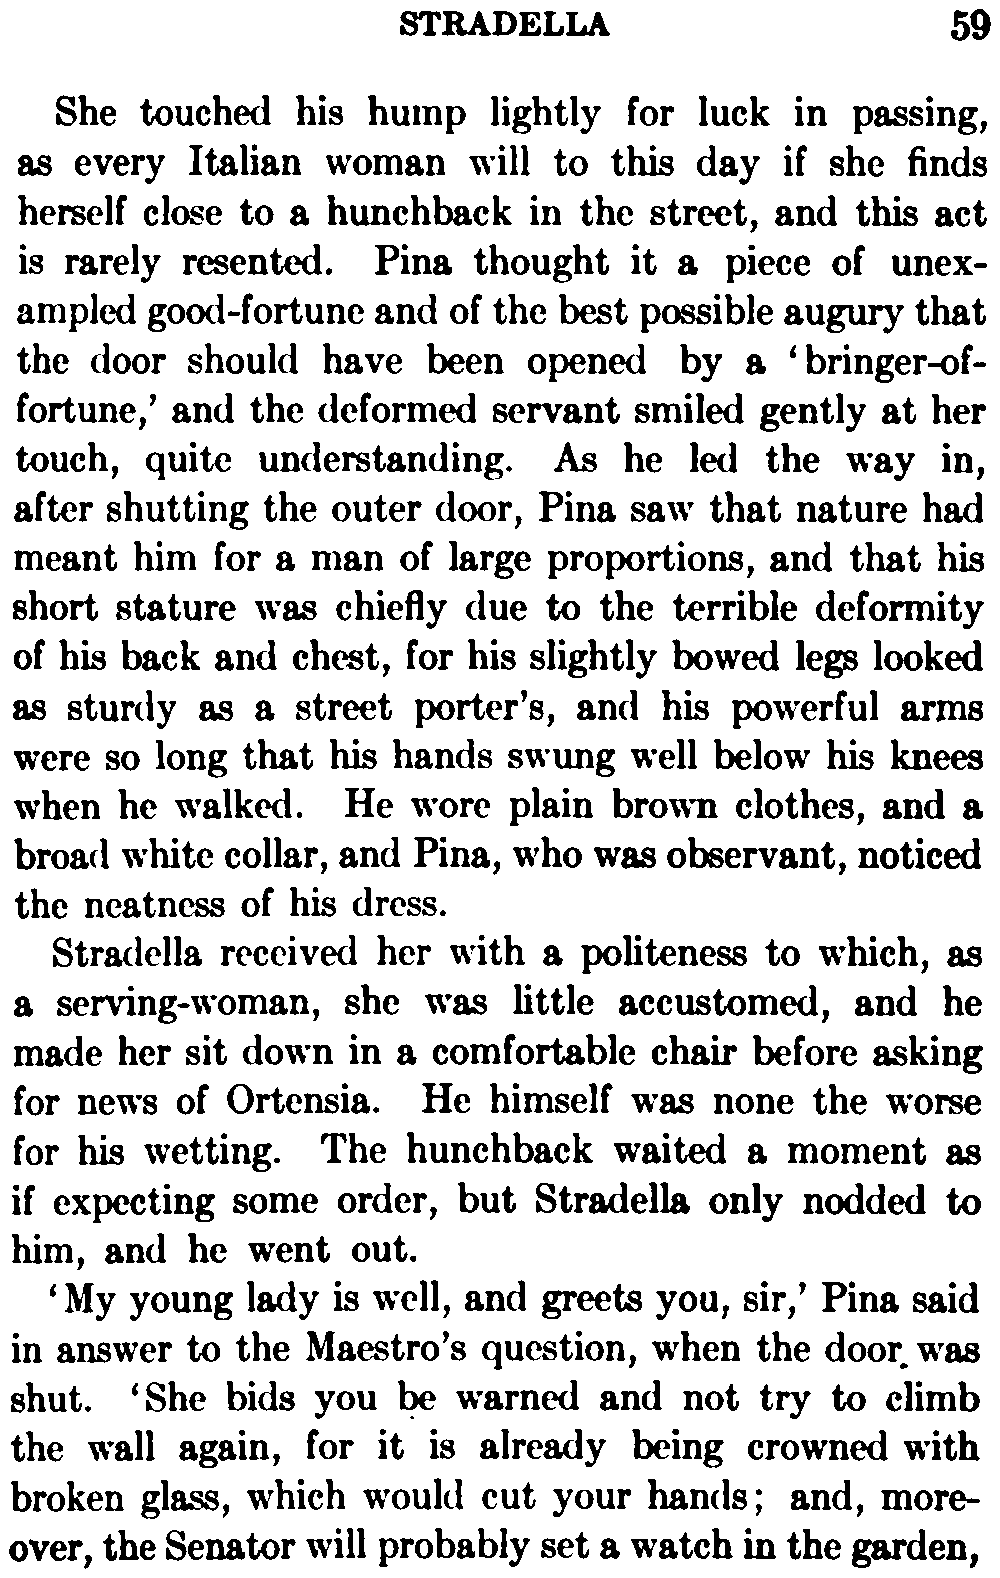 STRADELLA 59
She touched his hump lightly for luck in passing,
as every Italian woman will to this day if she finds
herself close to a hunchback in the street, and this act
is rarely resented. Pina thought it a piece of unex-
ampled good-fortune and of the best possible augury that
the door should have been opened by a ‘bringer-of-
fortune,’ and the deformed servant smiled gently at her
touch, quite understanding. As he led the way in,
after shutting the outer door, Pina saw that nature had
meant him for a man of large proportions, and that his
short stature was chiefly due to the terrible deformity
of his back and chest, for his slightly bowed legs looked
as sturdy as a street porter’s, and his powerful arms
were so long that his hands swung well below his knees
when he walked. He wore plain brown clothes, and a
broad white collar, and Pina, who was observant, noticed
the neatness of his dress.
Stradella received her with a politeness to which, as
a serving-woman, she was little accustomed, and he
made her sit down in a comfortable chair before asking
for news of Ortensia. He himself was none the worse
for his wetting. The hunchback waited a moment as
if expecting some order, but Stradella only nodded to
him, and he went out.
‘My young lady is well, and greets you, sir,’ Pina said
in answer to the Maestro’s question, when the door was
shut. ‘She bids you be warned and not try to climb
the wall again, for it is already being crowned with
broken glass, which would cut your hands; and, more-
over, the Senator will probably set a watch in the garden,